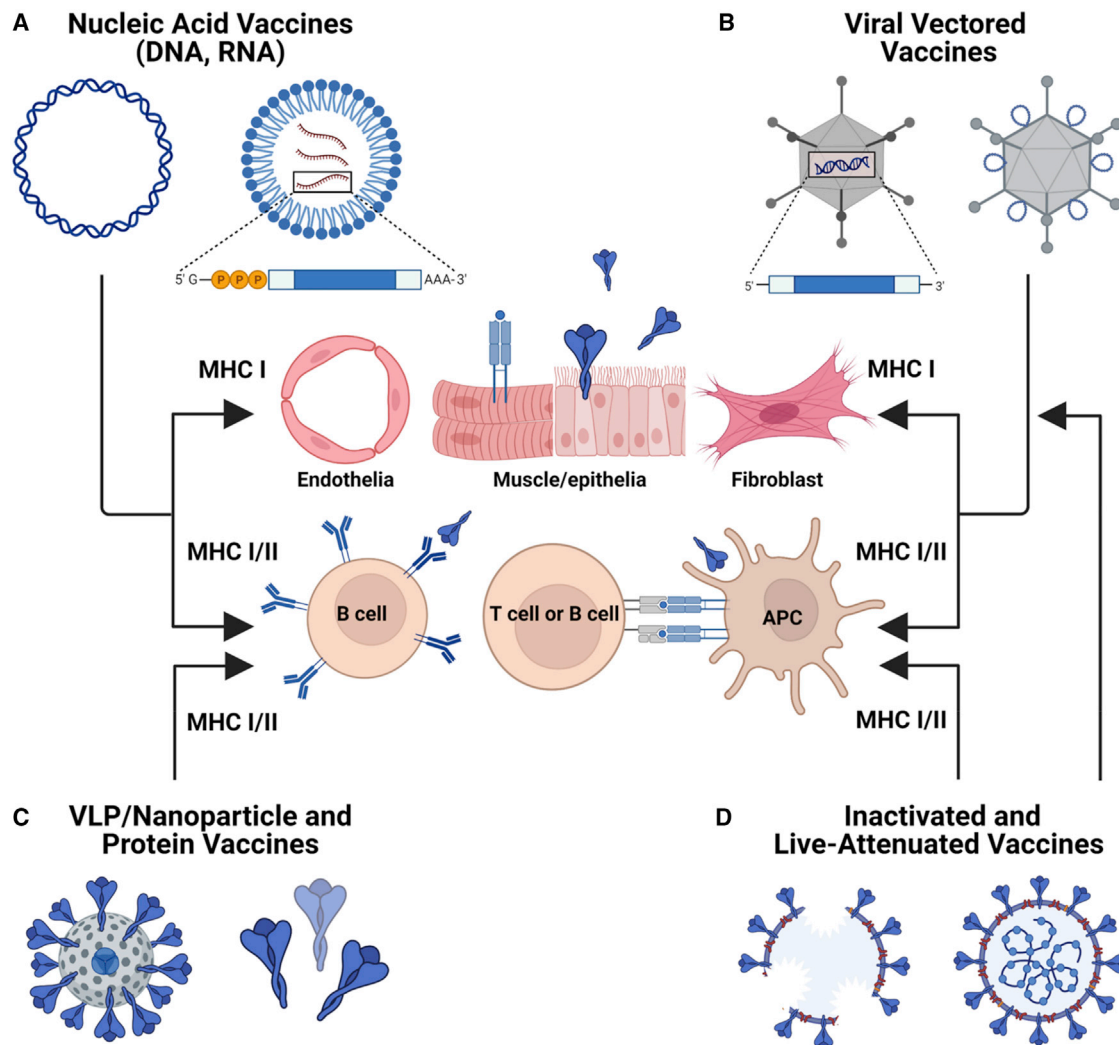 A
Nucleic Acid Vaccines
(DNA, RNA)
B
Viral Vectored
Vaccines
5' G
P P P
AAA-3'
5'
3'
MHC I
MHC I
Endothelia
Muscle/epithelia
Fibroblast
MHC I/II
MHC I/II
B cell
T cell or B cell
APC
MHC I/II
MHC I/II
C
VLP/Nanoparticle and
Protein Vaccines
D
Inactivated and
Live-Attenuated Vaccines